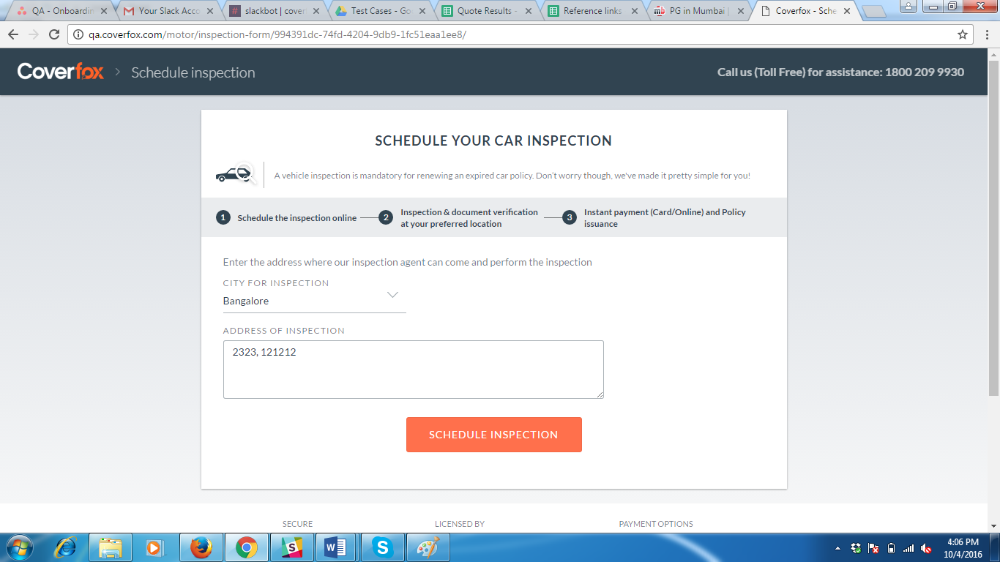 QA - Onboardin
Your Slack Acco
slackbot | cover
Test Cases - Go
Quote Results -
Reference links
PG in Mumbai |
Coverfox - Sche
qa.coverfox.com/motor/inspection-form/994391dc-74fd-4204-9db9-1fc51eaa1ee8/
Coverfox > Schedule inspection
Call us (Toll Free) for assistance: 1800 209 9930
SCHEDULE YOUR CAR INSPECTION
A vehicle inspection is mandatory for renewing an expired car policy. Don't worry though, we've made it pretty simple for you!
1 Schedule the inspection online
2 Inspection & document verification
at your preferred location
3 Instant payment (Card/Online) and Policy
issuance
Enter the address where our inspection agent can come and perform the inspection
CITY FOR INSPECTION
Bangalore
ADDRESS OF INSPECTION
2323, 121212
SCHEDULE INSPECTION
SECURE
LICENSED BY
PAYMENT OPTIONS
4:06 PM
10/4/2016